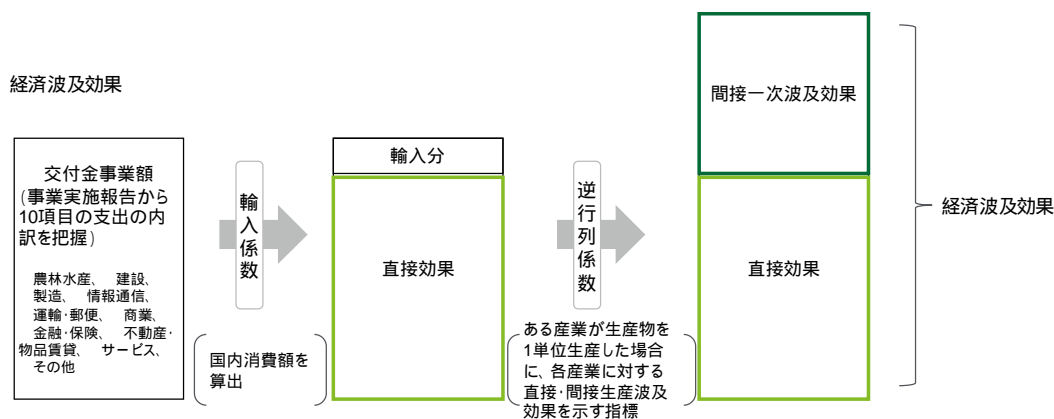 経済波及効果
交付金事業額
(事業実施報告から
10項目の支出の内
訳を把握)
農林水産、 建設、
製造、 情報通信、
運輸・郵便、 商業、
金融・保険、 不動産・
物品賃貸、 サービス、
その他
輸入係数
国内消費額を
算出
輸入分
直接効果
逆行列係数
ある産業が生産物を
1単位生産した場合
に、各産業に対する
直接・間接生産波及
効果を示す指標
間接一次波及効果
直接効果
経済波及効果